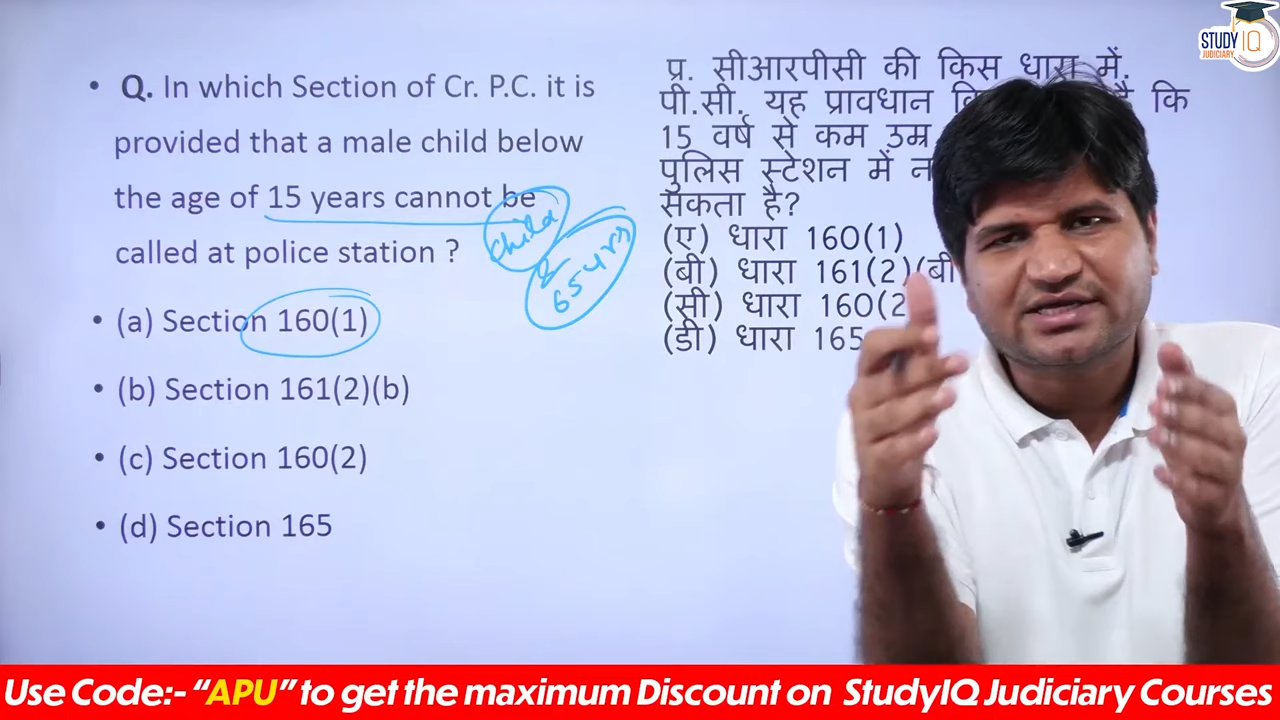 STUDY IQ
JUDICIARY
• Q. In which Section of Cr. P.C. it is
provided that a male child below
the age of 15 years cannot be
called at police station ?
• (a) Section 160(1)
• (b) Section 161(2)(b)
• (c) Section 160(2)
• (d) Section 165
child
&
65 yrs
प्र. सीआरपीसी की किस धारा में.
पी.सी. यह प्रावधान है कि
15 वर्ष से कम उम्र
पुलिस स्टेशन में
सकता है?
(ए) धारा 160(1)
(बी) धारा 161(2)(बी
(सी) धारा 160(2
(डी) धारा 165
Use Code:- “APU” to get the maximum Discount on StudyIQ Judiciary Courses